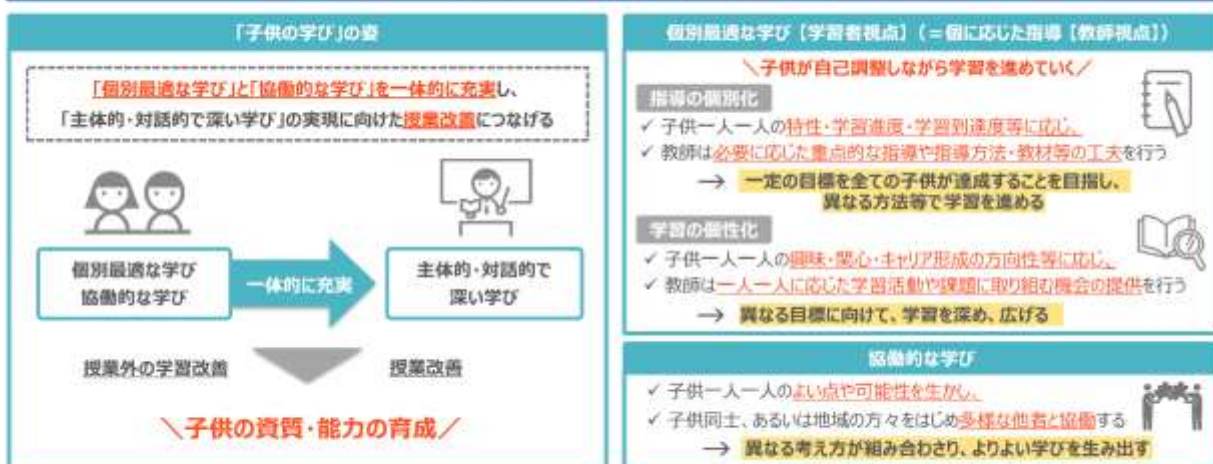 「子供の学び」の姿
「個別最適な学び」と「協働的な学び」を一体的に充実し、
「主体的・対話的で深い学び」の実現に向けた授業改善につなげる
個別最適な学び
協働的な学び
一体的に充実
主体的・対話的で
深い学び
授業外の学習改善
授業改善
＼子供の資質・能力の育成／
個別最適な学び【学習者視点】（＝個に応じた指導【教師視点】）
＼子供が自己調整しながら学習を進めていく／
指導の個別化
✓ 子供一人一人の特性・学習進度・学習到達度等に応じ、
✓ 教師は必要に応じた重点的な指導や指導方法・教材等の工夫を行う
→ 一定の目標を全ての子供が達成することを目指し、
異なる方法等で学習を進める
学習の個性化
✓ 子供一人一人の興味・関心・キャリア形成の方向性等に応じ、
✓ 教師は一人一人に応じた学習活動や課題に取り組む機会の提供を行う
→ 異なる目標に向けて、学習を深め、広げる
協働的な学び
✓ 子供一人一人のよい点や可能性を生かし、
✓ 子供同士、あるいは地域の方々をはじめ多様な他者と協働する
→ 異なる考え方が組み合わさり、よりよい学びを生み出す